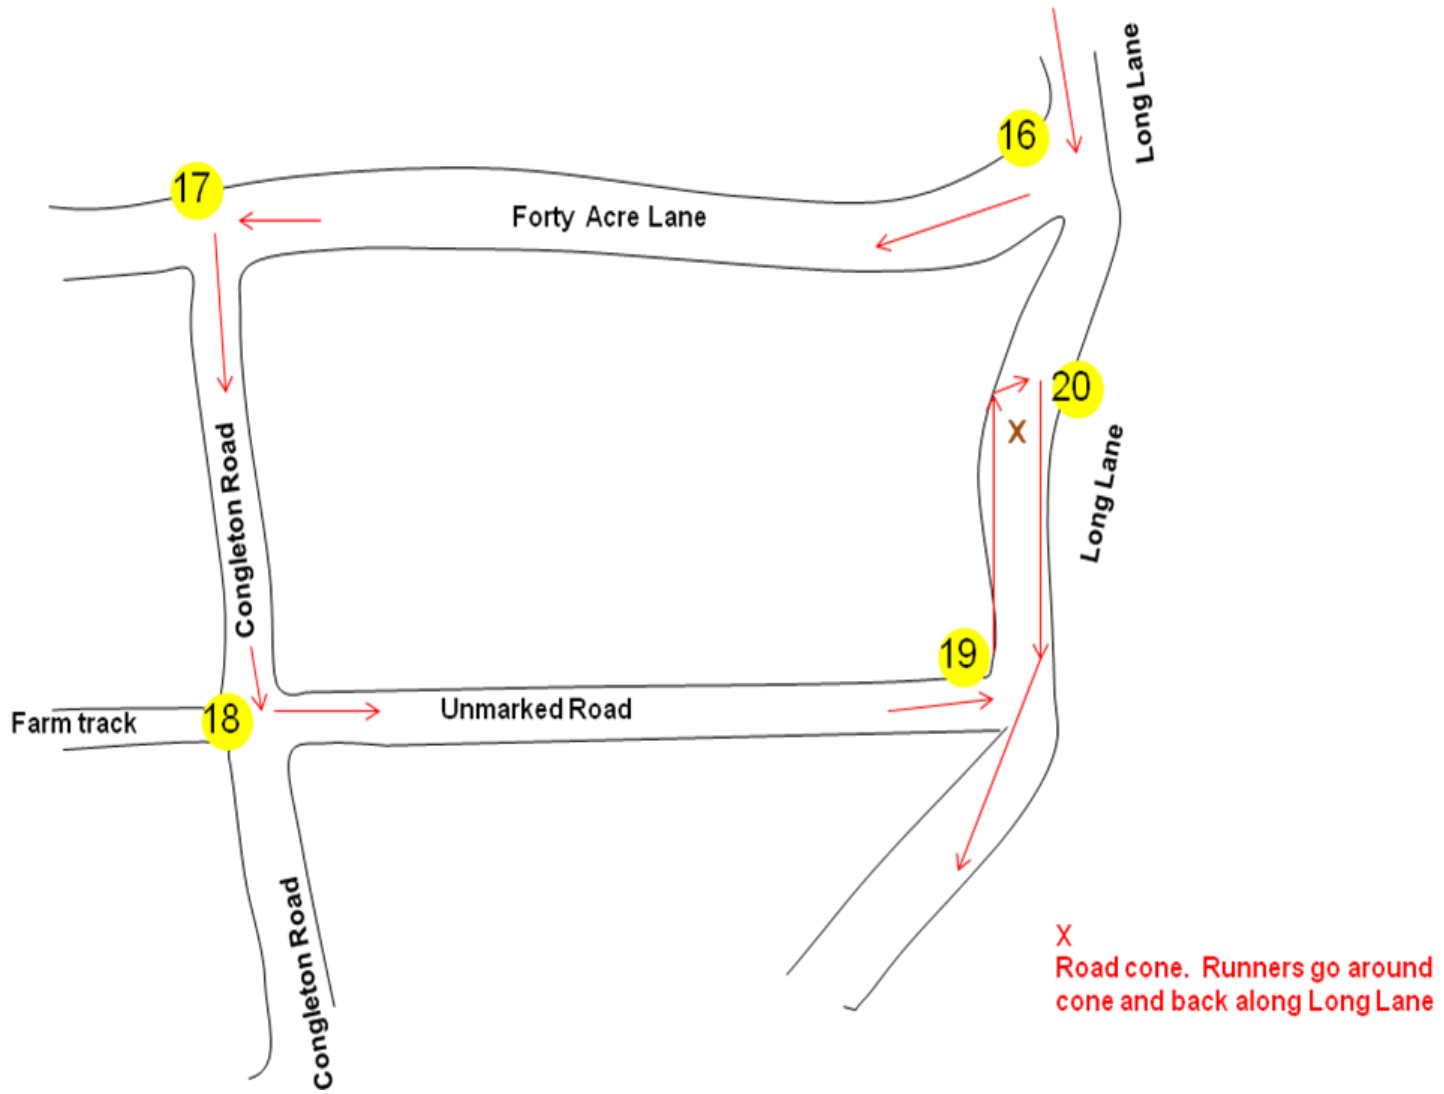 Long Lane
16
17
Forty Acre Lane
20
Congleton Road
X
Long Lane
19
18
Farm track
Unmarked Road
Congleton Road
X
Road cone. Runners go around
cone and back along Long Lane